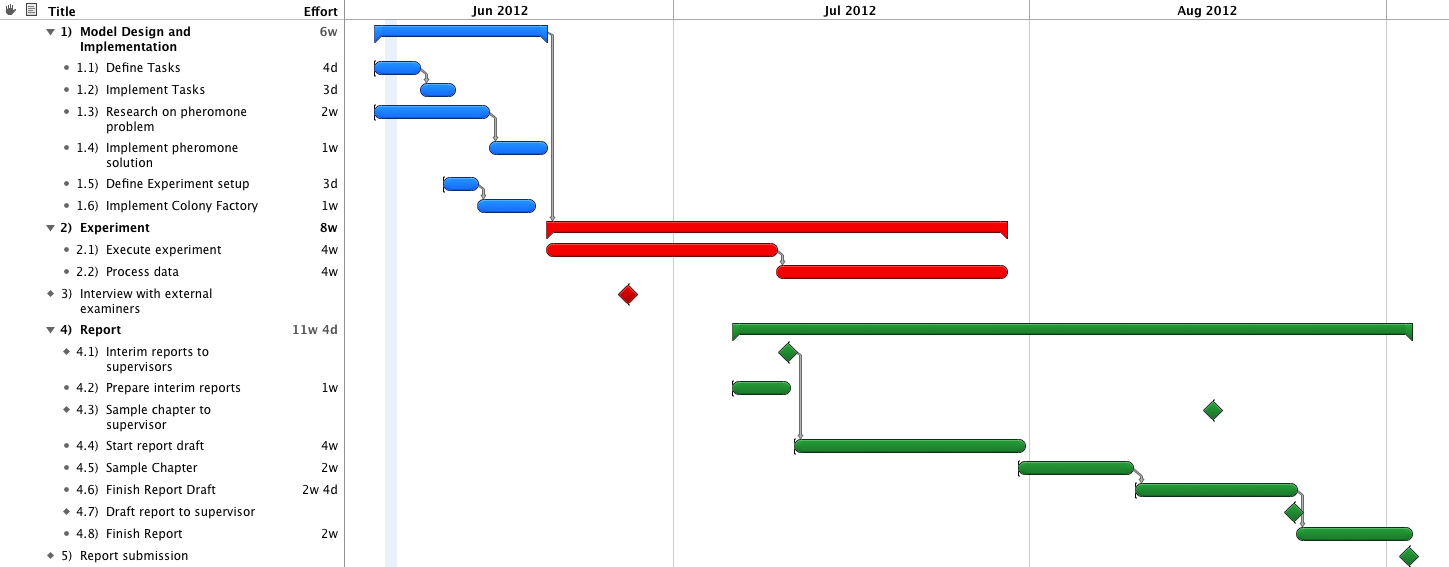 Title Effort Jun 2012 Jul 2012 Aug 2012
1) Model Design and 6w
Implementation
1.1) Define Tasks 4d
1.2) Implement Tasks 3d
1.3) Research on pheromone 2w
problem
1.4) Implement pheromone 1w
solution
1.5) Define Experiment setup 3d
1.6) Implement Colony Factory 1w
2) Experiment 8w
2.1) Execute experiment 4w
2.2) Process data 4w
3) Interview with external
examiners
4) Report 11w 4d
4.1) Interim reports to
supervisors
4.2) Prepare interim reports 1w
4.3) Sample chapter to
supervisor
4.4) Start report draft 4w
4.5) Sample Chapter 2w
4.6) Finish Report Draft 2w 4d
4.7) Draft report to supervisor
4.8) Finish Report 2w
5) Report submission